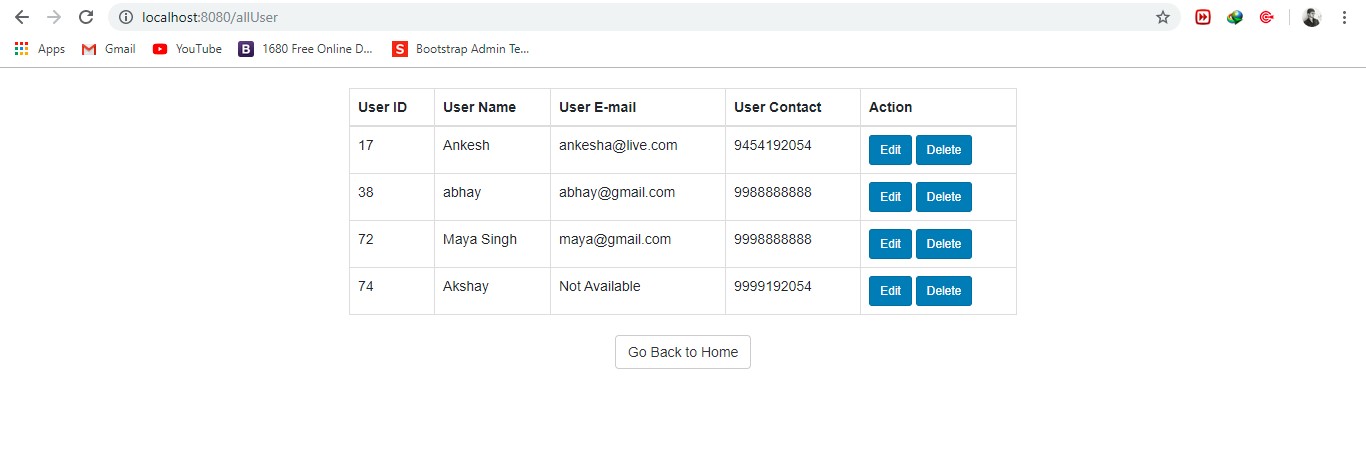 localhost:8080/allUser
Apps Gmail YouTube B 1680 Free Online D... S Bootstrap Admin Te...
User ID User Name User E-mail User Contact Action
17 Ankesh ankesha@live.com 9454192054 Edit Delete
38 abhay abhay@gmail.com 9988888888 Edit Delete
72 Maya Singh maya@gmail.com 9998888888 Edit Delete
74 Akshay Not Available 9999192054 Edit Delete
Go Back to Home